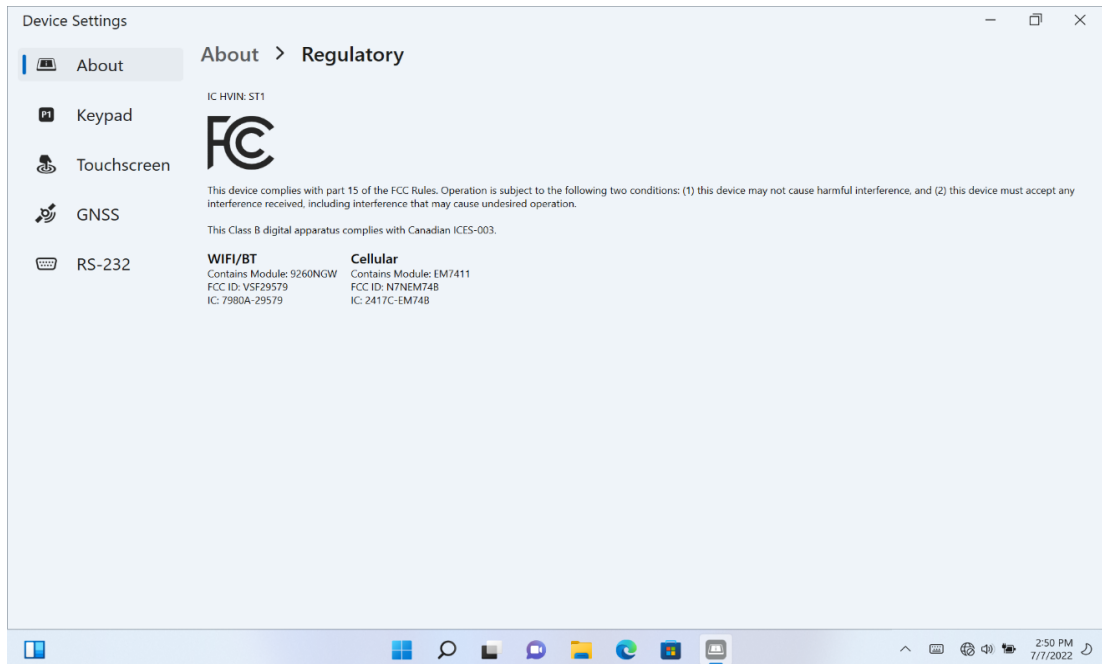 Device Settings
About
Keypad
Touchscreen
GNSS
RS-232
About > Regulatory
IC HVIN: ST1
FC
This device complies with part 15 of the FCC Rules. Operation is subject to the following two conditions: (1) this device may not cause harmful interference, and (2) this device must accept any
interference received, including interference that may cause undesired operation.
This Class B digital apparatus complies with Canadian ICES-003.
WIFI/BT
Contains Module: 9260NGW
FCC ID: VSF29579
IC: 7980A-29579
Cellular
Contains Module: EM7411
FCC ID: N7NEM74B
IC: 2417C-EM74B
P1
2:50 PM
7/7/2022